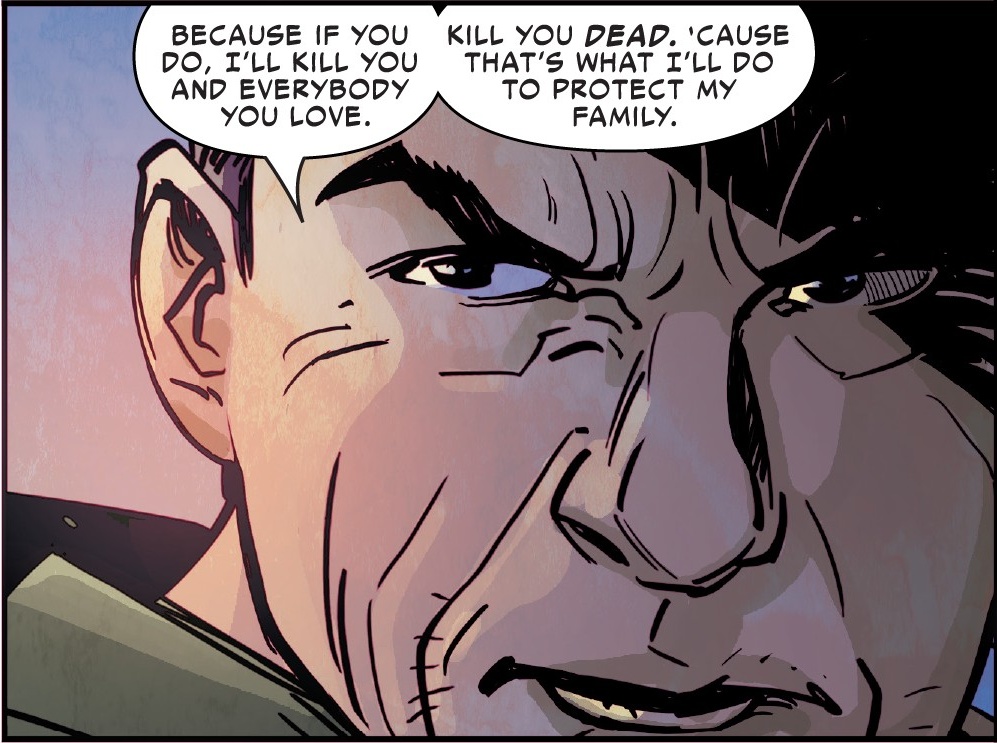 BECAUSE IF YOU
DO, I'LL KILL YOU
AND EVERYBODY
YOU LOVE.
KILL YOU DEAD. 'CAUSE
THAT'S WHAT I'LL DO
TO PROTECT MY
FAMILY.